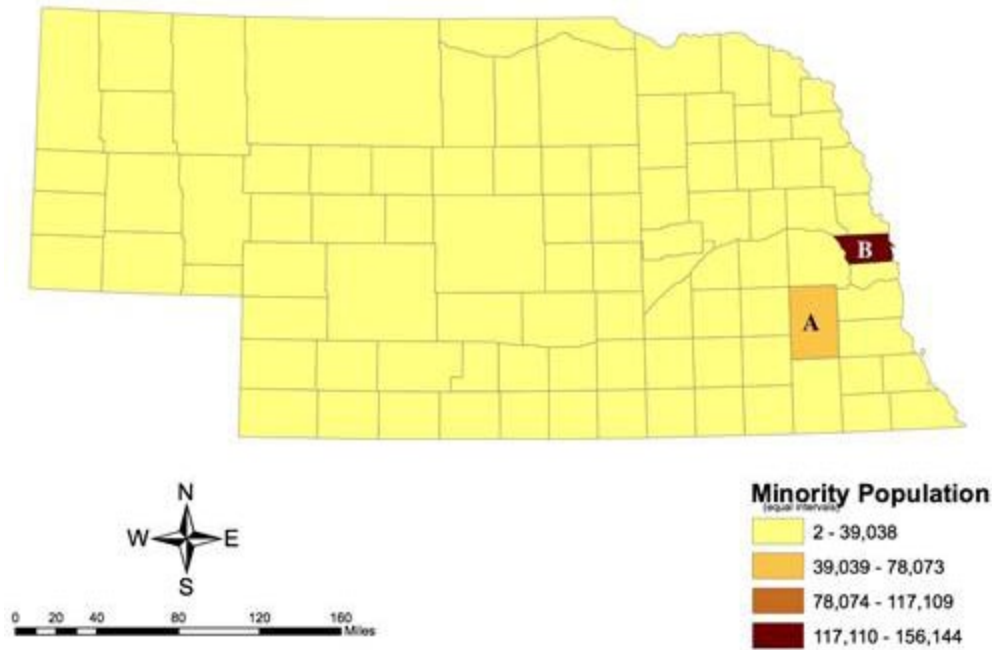 B
A
N
W E
S
0 20 40 80 120 160
Miles
Minority Population
(equal intervals)
2 - 39,038
39,039 - 78,073
78,074 - 117,109
117,110 - 156,144